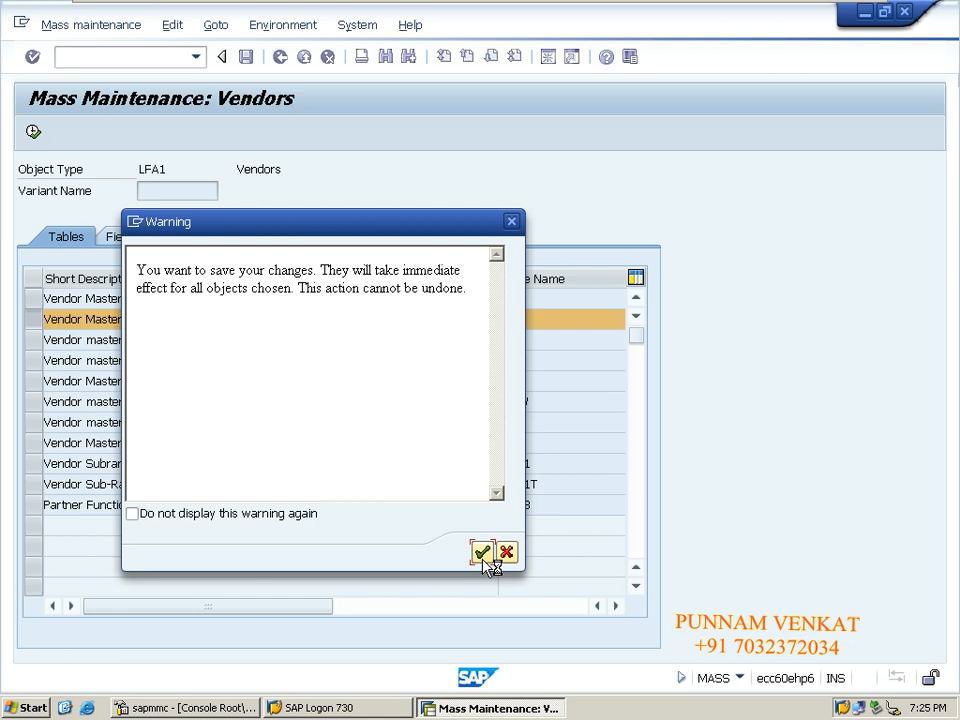 Mass maintenance Edit Goto Environment System Help
Mass Maintenance: Vendors
Object Type LFA1 Vendors
Variant Name
Tables
Warning
You want to save your changes. They will take immediate
effect for all objects chosen. This action cannot be undone.
Short Descript
e Name
Vendor Master
Vendor Master
Vendor master
Vendor master
Vendor Master
Vendor master
Vendor master
Vendor Master
Vendor Subran
1
Vendor Sub-Ra
1T
Partner Functio
3
Do not display this warning again
PUNNAM VENKAT
+91 7032372034
SAP
MASS ecc60ehp6 INS
Start
sapmmc - [Console Root\...
SAP Logon 730
Mass Maintenance: V...
7:25 PM